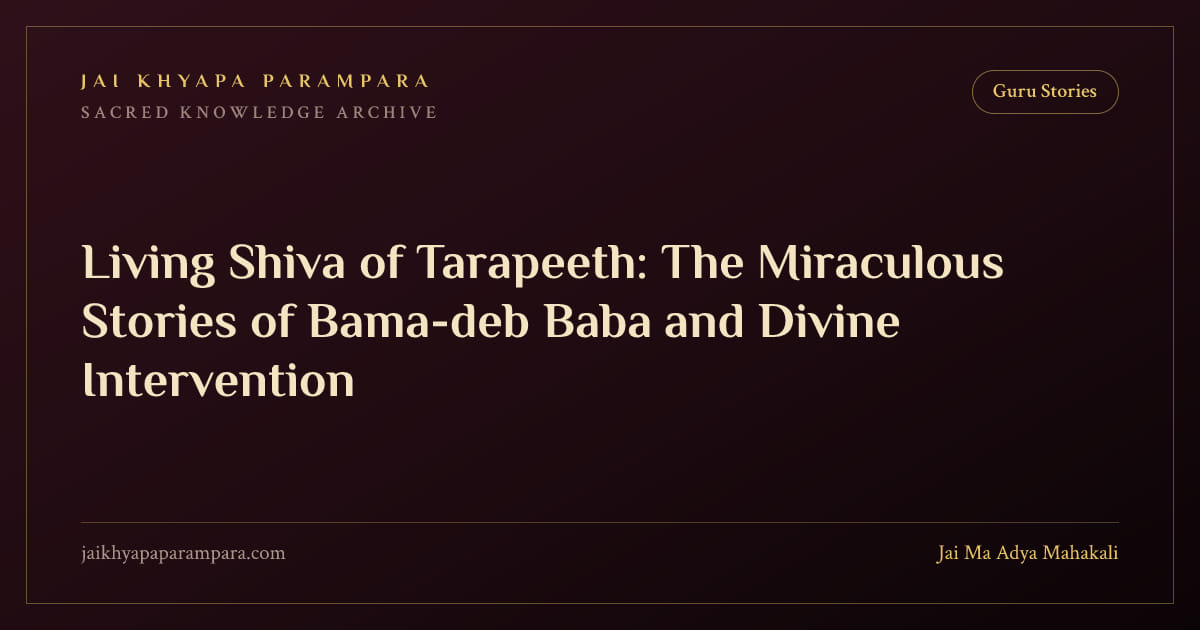 JAI KHYAPA PARAMPARA
SACRED KNOWLEDGE ARCHIVE
Guru Stories
Living Shiva of Tarapeeth: The Miraculous
Stories of Bama-deb Baba and Divine
Intervention
jaikhyapaparampara.com
Jai Ma Adya Mahakali